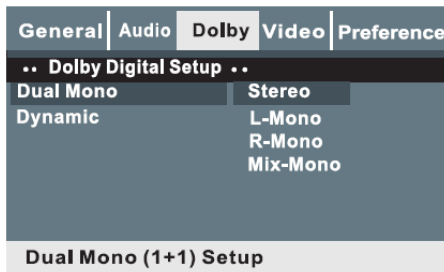 General Audio Dolby Video Preference
.. Dolby Digital Setup ..
Dual Mono Stereo
Dynamic L-Mono
R-Mono
Mix-Mono
Dual Mono (1+1) Setup